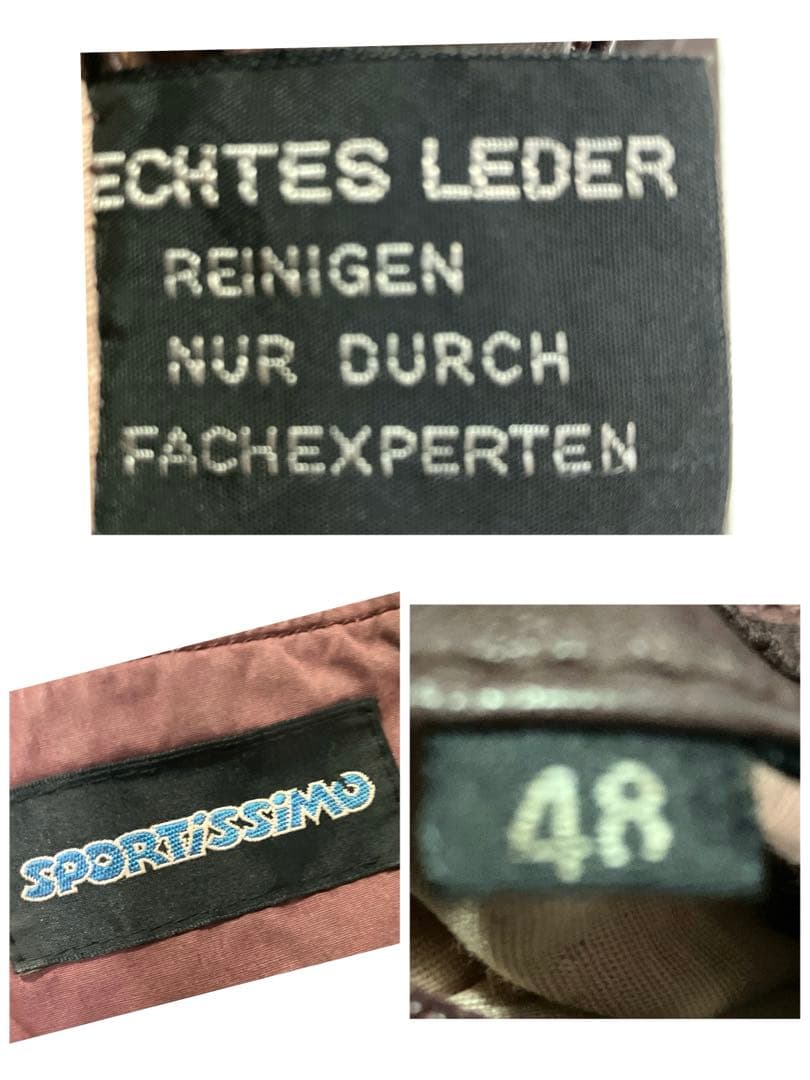 ECHTES LEDER
REINIGEN
NUR DURCH
FACHEXPERTEN
SPORTiSSiMO
48